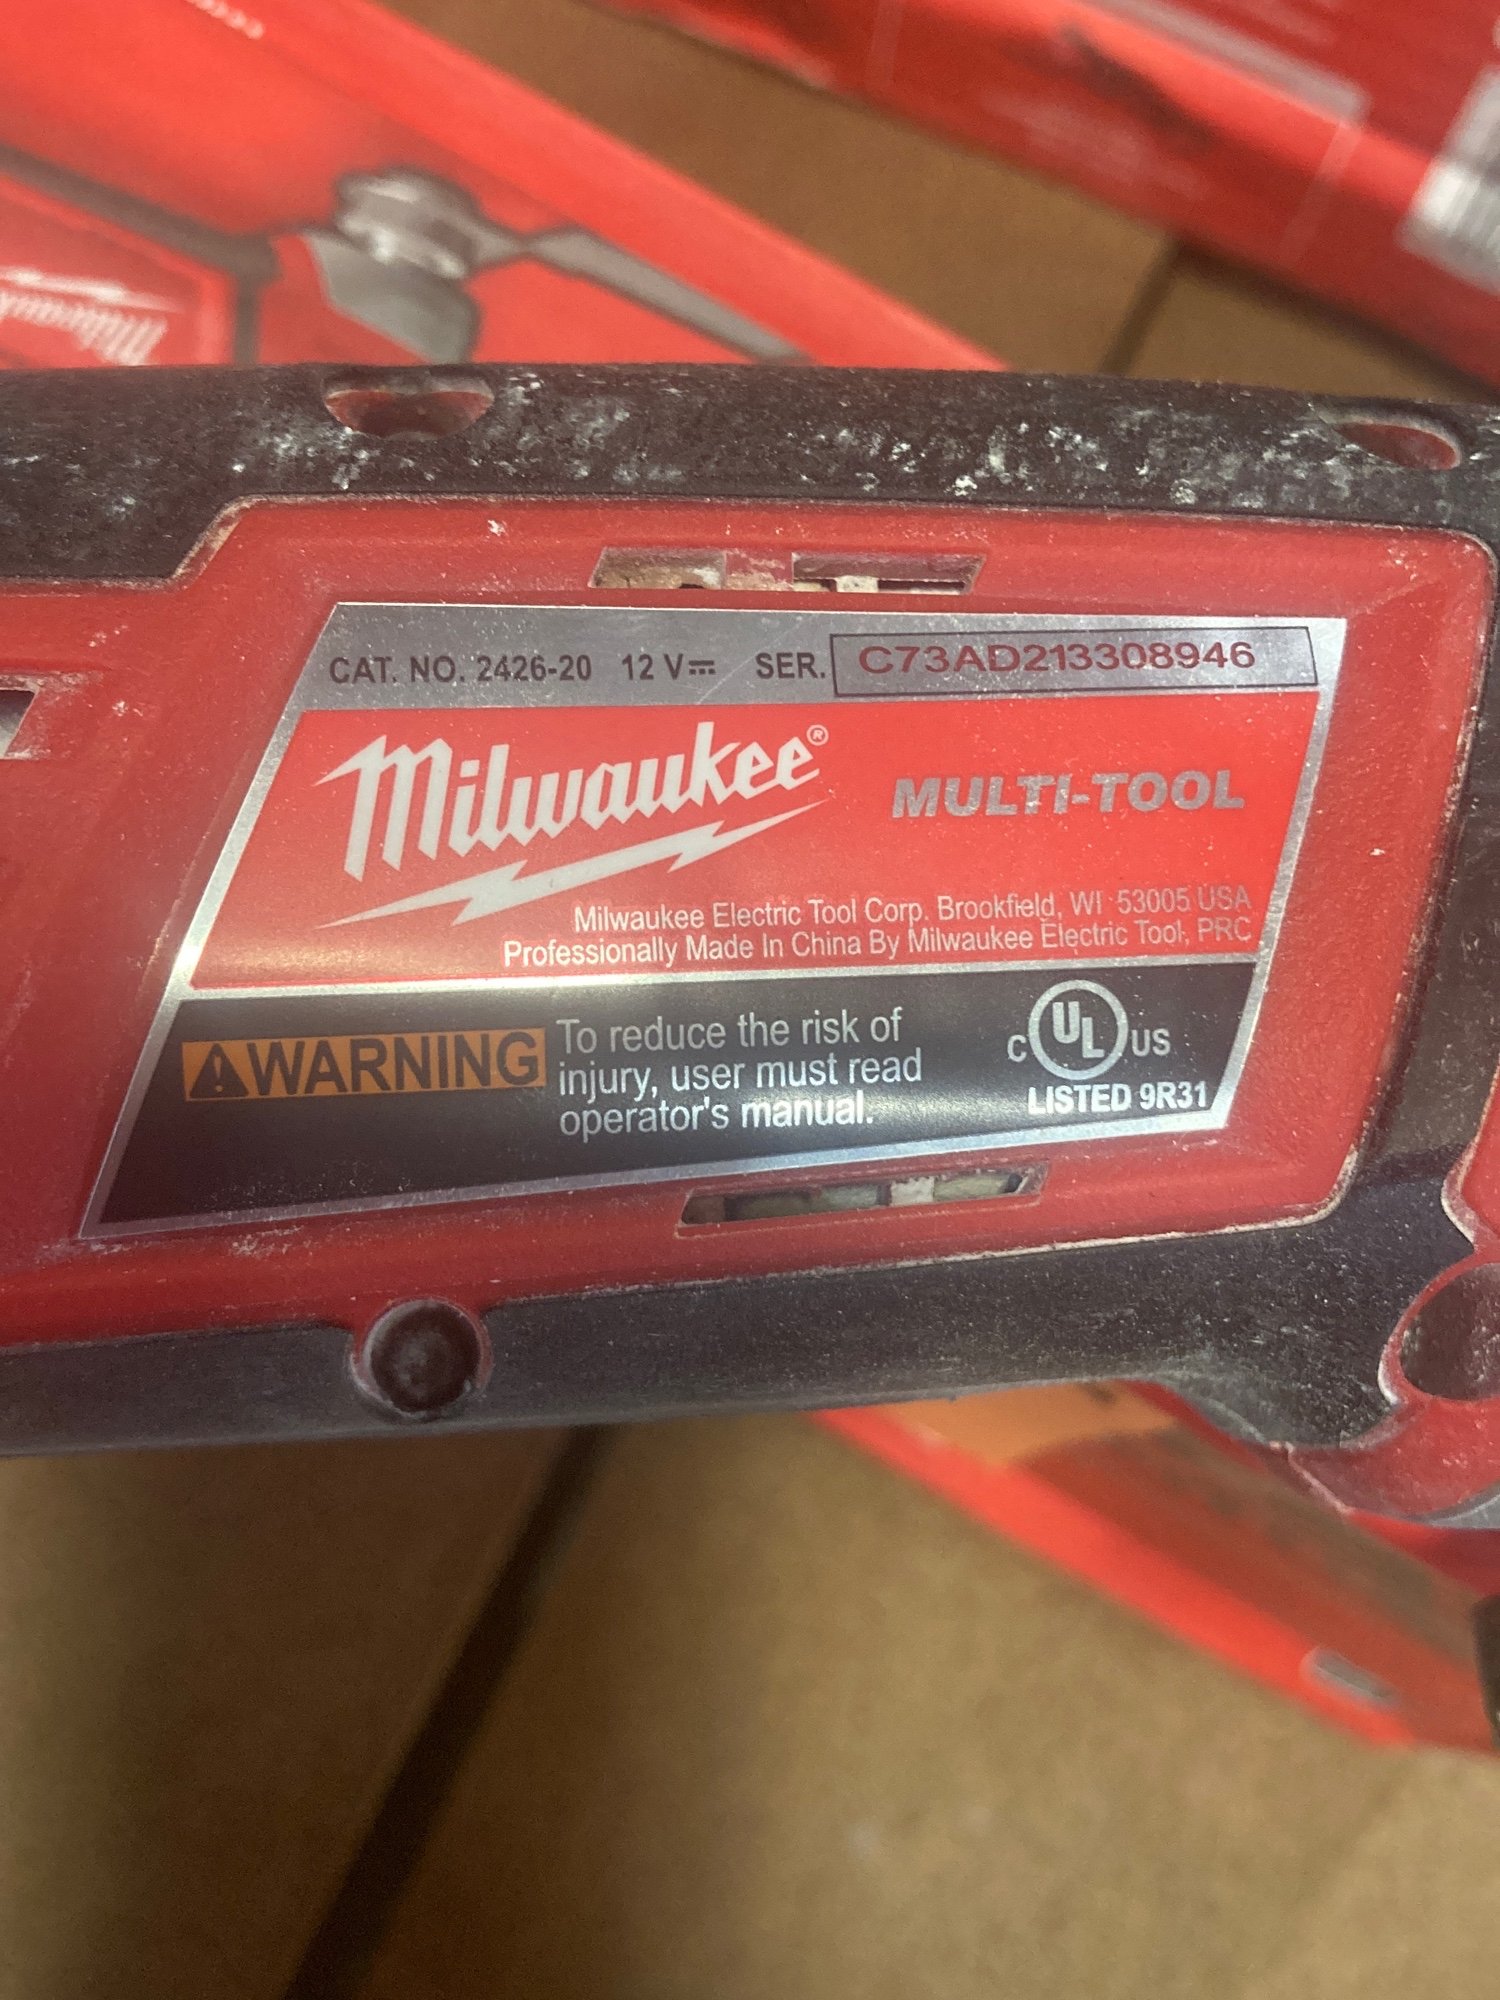 Milwaukee
CAT. NO. 2426-20 12 V⎓ SER. C73AD213308946
Milwaukee®
MULTI-TOOL
Milwaukee Electric Tool Corp. Brookfield, WI 53005 USA
Professionally Made In China By Milwaukee Electric Tool, PRC
⚠WARNING
To reduce the risk of
injury, user must read
operator's manual.
C UL US
LISTED 9R31